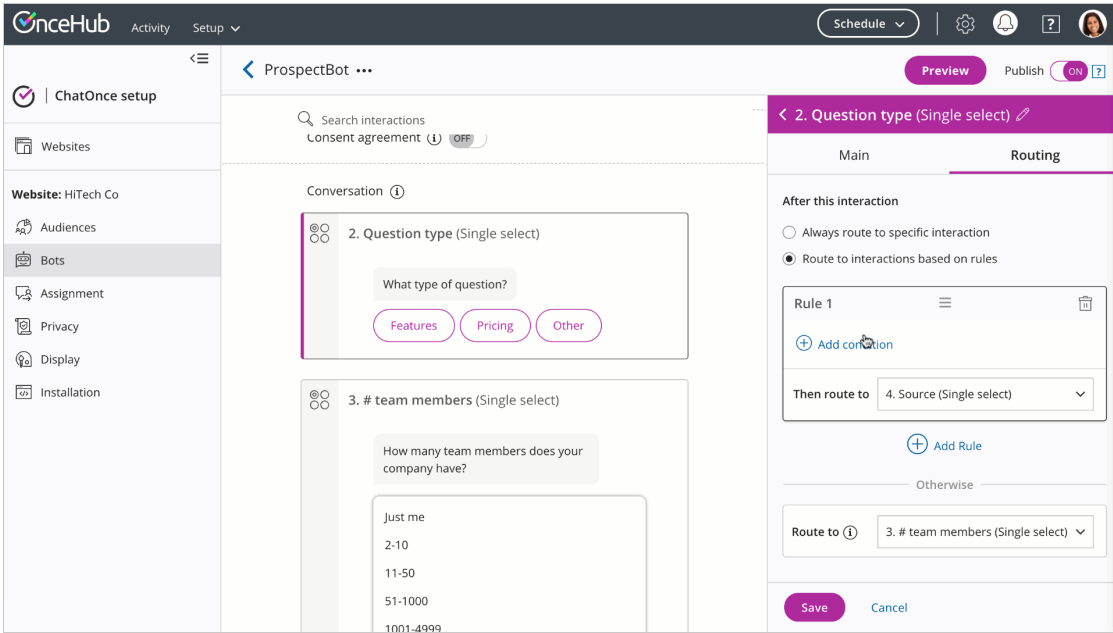 OnceHub
Activity
Setup
Schedule
?
ChatOnce setup
Websites
Website: HiTech Co
Audiences
Bots
Assignment
Privacy
Display
Installation
ProspectBot •••
Preview
Publish
ON
?
Search interactions
Consent agreement
OFF
Conversation
2. Question type (Single select)
What type of question?
Features
Pricing
Other
3. # team members (Single select)
How many team members does your
company have?
Just me
2-10
11-50
51-1000
1001-4999
2. Question type (Single select)
Main
Routing
After this interaction
Always route to specific interaction
Route to interactions based on rules
Rule 1
Add condition
Then route to
4. Source (Single select)
Add Rule
Otherwise
Route to
3. # team members (Single select)
Save
Cancel